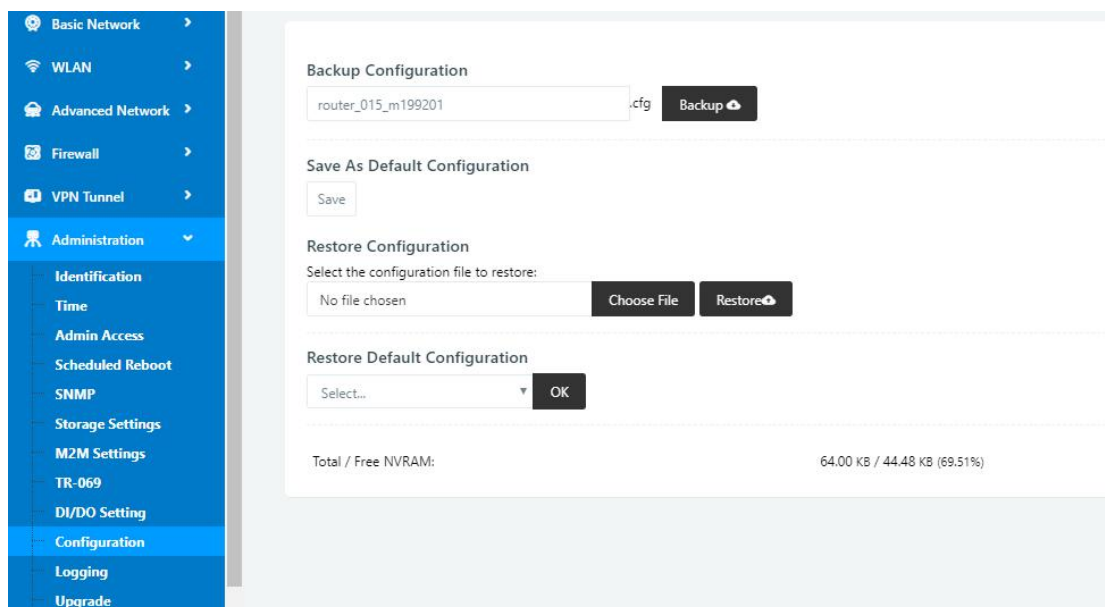 Basic Network
WLAN
Advanced Network
Firewall
VPN Tunnel
Administration
Identification
Time
Admin Access
Scheduled Reboot
SNMP
Storage Settings
M2M Settings
TR-069
DI/DO Setting
Configuration
Logging
Upgrade
Backup Configuration
router_015_m199201 .cfg Backup
Save As Default Configuration
Save
Restore Configuration
Select the configuration file to restore:
No file chosen Choose File Restore
Restore Default Configuration
Select... OK
Total / Free NVRAM: 64.00 KB / 44.48 KB (69.51%)